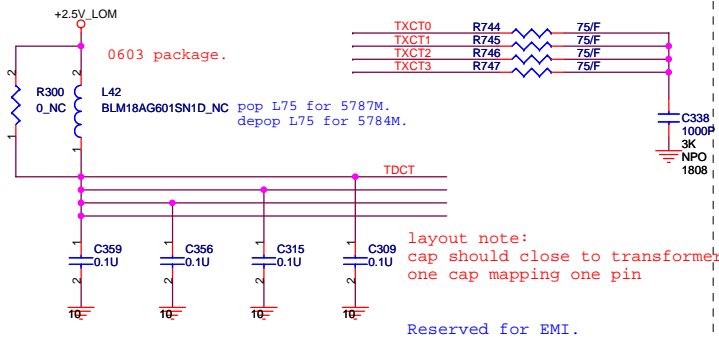 +2.5V_LOM
0603 package.
TXCT0 R744 75/F
TXCT1 R745 75/F
TXCT2 R746 75/F
TXCT3 R747 75/F
2
2
R300
0_NC
L42
BLM18AG601SN1D_NC
pop L75 for 5787M.
depop L75 for 5784M.
1
1
C338
1000P
3K
NPO
1808
TDCT
1
C359
0.1U
2
1
C356
0.1U
2
1
C315
0.1U
2
1
C309
0.1U
2
layout note:
cap should close to transformer
one cap mapping one pin
10
10
10
10
Reserved for EMI.